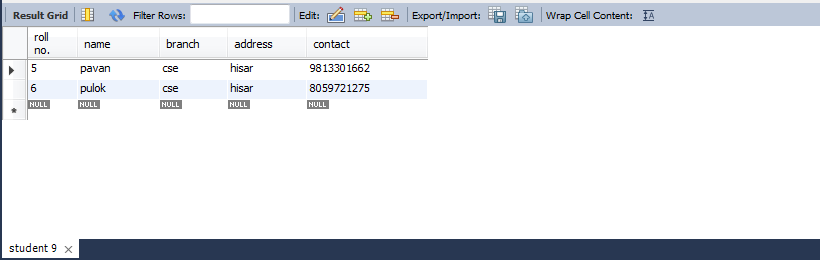 Result Grid Filter Rows: Edit: Export/Import: Wrap Cell Content: IA
roll no. name branch address contact
5 pavan cse hisar 9813301662
6 pulok cse hisar 8059721275
* NULL NULL NULL NULL NULL
student 9 ×